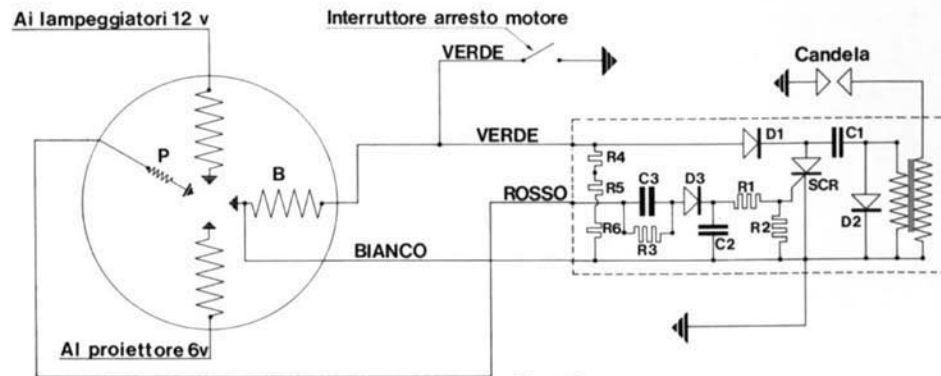 Ai lampeggiatori 12 v
Interruttore arresto motore
VERDE
Candela
P
VERDE
D1
C1
R4
B
C3
D3
R1
SCR
R5
ROSSO
D2
R6
R2
C2
R3
BIANCO
Al proiettore 6v